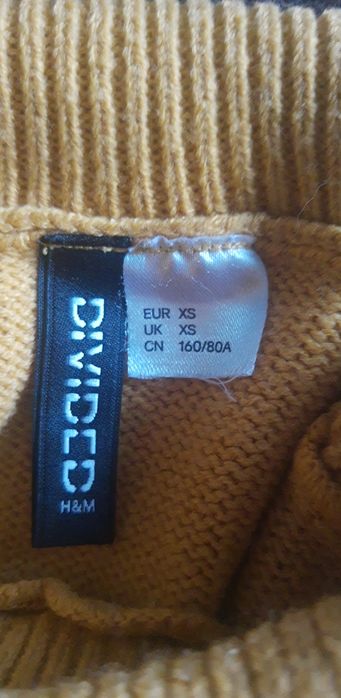 DIVIDED
H&M
EUR XS
UK XS
CN 160/80A